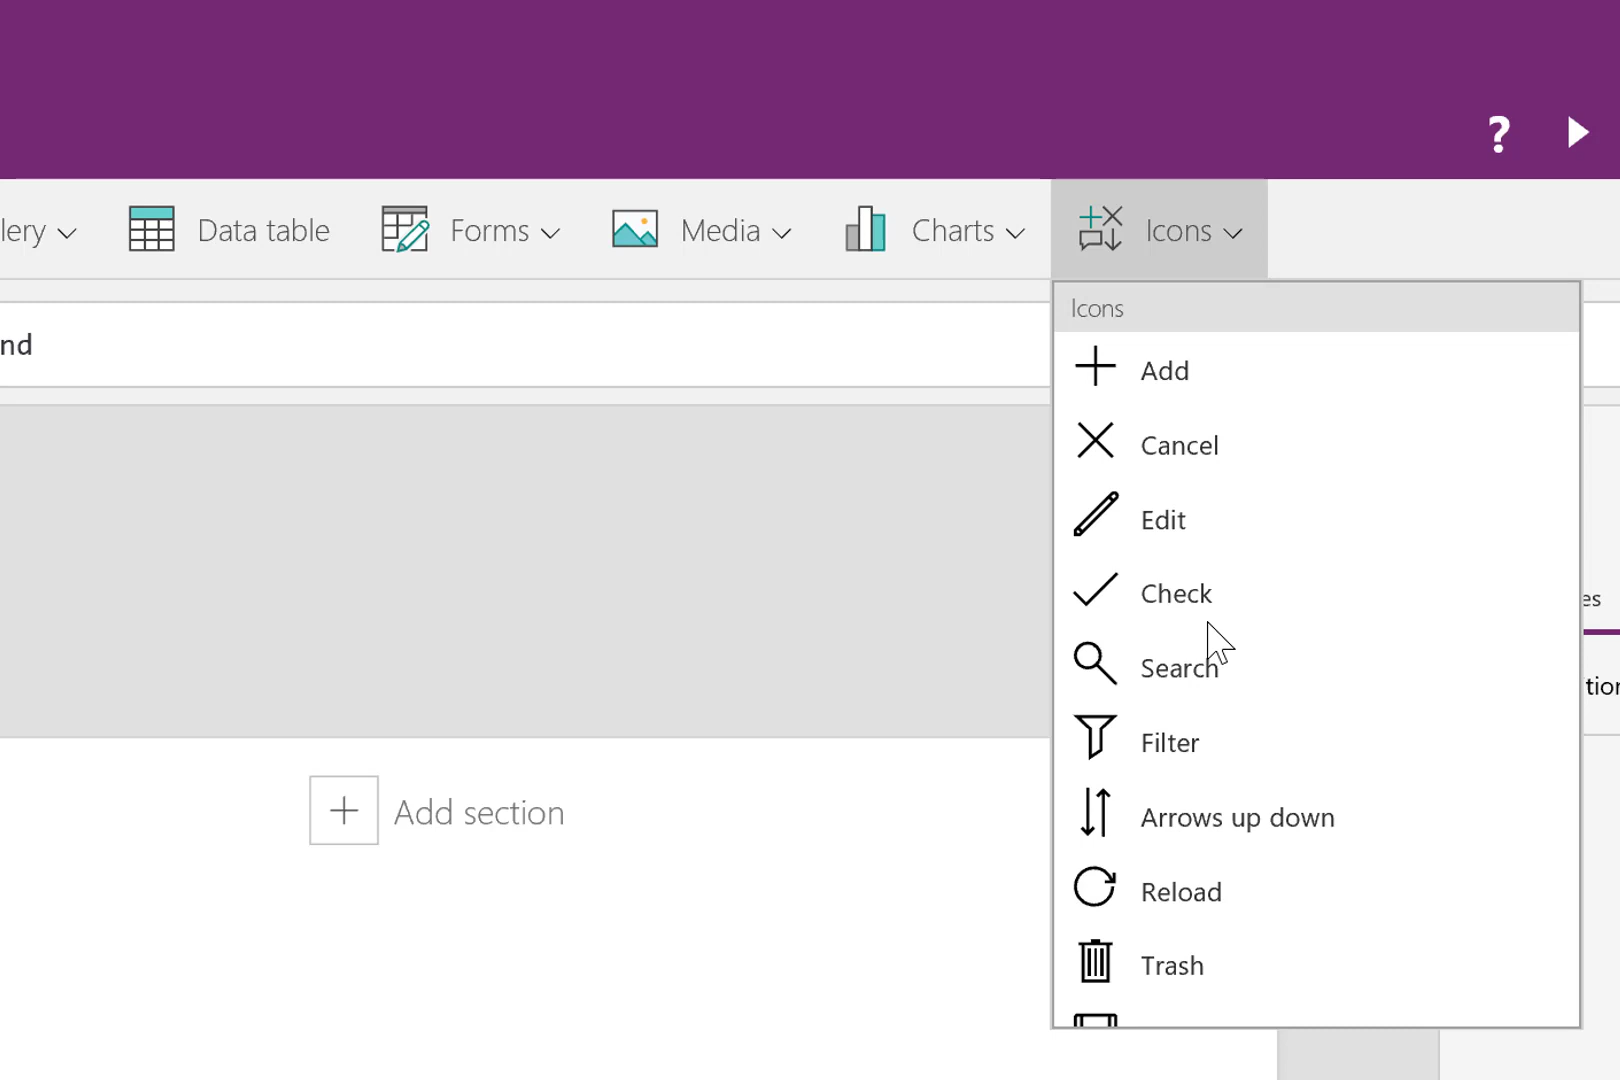 ?
lery Data table Forms Media Charts Icons
Icons
nd
Add
Cancel
Edit
Check
es
Search
tion
Filter
Add section
Arrows up down
Reload
Trash